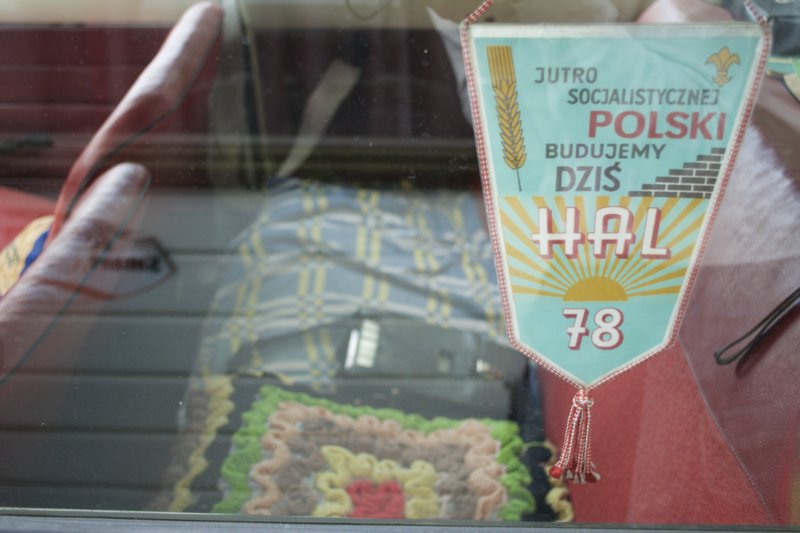 JUTRO
SOCJALISTYCZNEJ
POLSKI
BUDUJEMY
DZIŚ
HAL
78